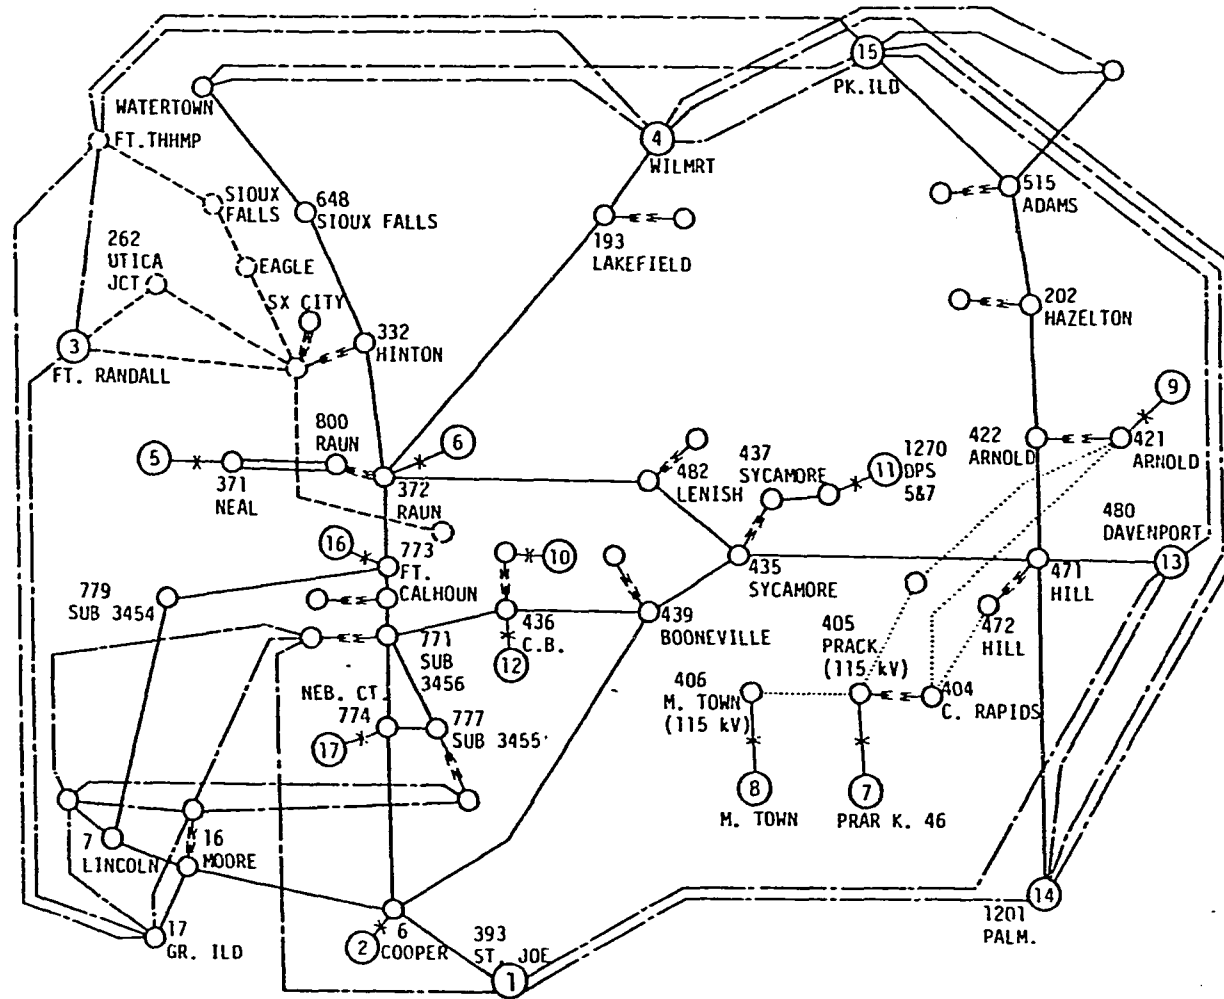 15
PK.ILD
WATERTOWN
FT.THHMP
4
WILMRT
SIOUX
FALLS
648
SIOUX FALLS
515
ADAMS
193
LAKEFIELD
262
UTICA
JCT
EAGLE
SX CITY
202
HAZELTON
3
FT. RANDALL
332
HINTON
9
800
RAUN
5
6
371
NEAL
372
RAUN
482
LENISH
437
SYCAMORE
11
1270
DPS
5&7
422
ARNOLD
421
ARNOLD
480
DAVENPORT
13
16
773
FT.
CALHOUN
10
435
SYCAMORE
471
HILL
779
SUB 3454
771
SUB
3456
436
C.B.
12
439
BOONEVILLE
472
HILL
405
PRACK.
(115 kV)
406
M. TOWN
(115 kV)
404
C. RAPIDS
NEB. CT.
774
17
777
SUB 3455
8
M. TOWN
7
PRAR K. 46
7
LINCOLN
16
MOORE
14
1201
PALM.
17
GR. ILD
2
6
COOPER
393
ST. JOE
1